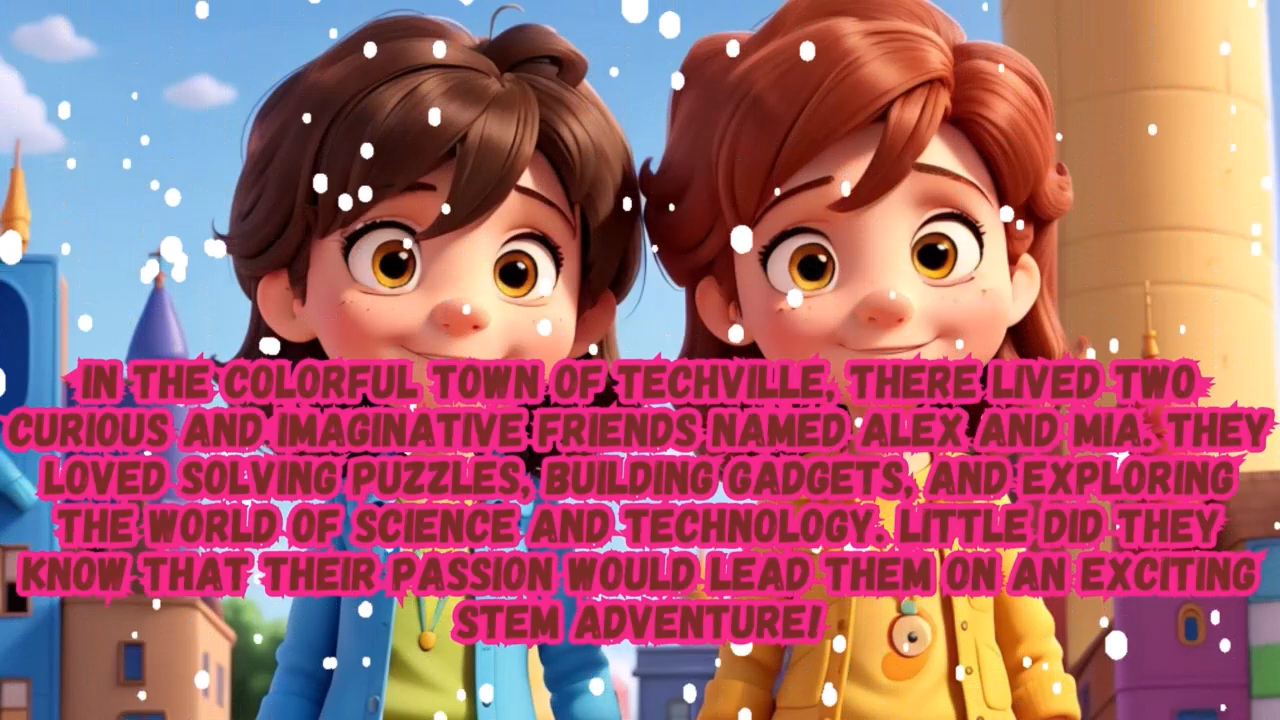 IN THE COLORFUL TOWN OF TECHVILLE, THERE LIVED TWO
CURIOUS AND IMAGINATIVE FRIENDS NAMED ALEX AND MIA. THEY
LOVED SOLVING PUZZLES, BUILDING GADGETS, AND EXPLORING
THE WORLD OF SCIENCE AND TECHNOLOGY. LITTLE DID THEY
KNOW THAT THEIR PASSION WOULD LEAD THEM ON AN EXCITING
STEM ADVENTURE!